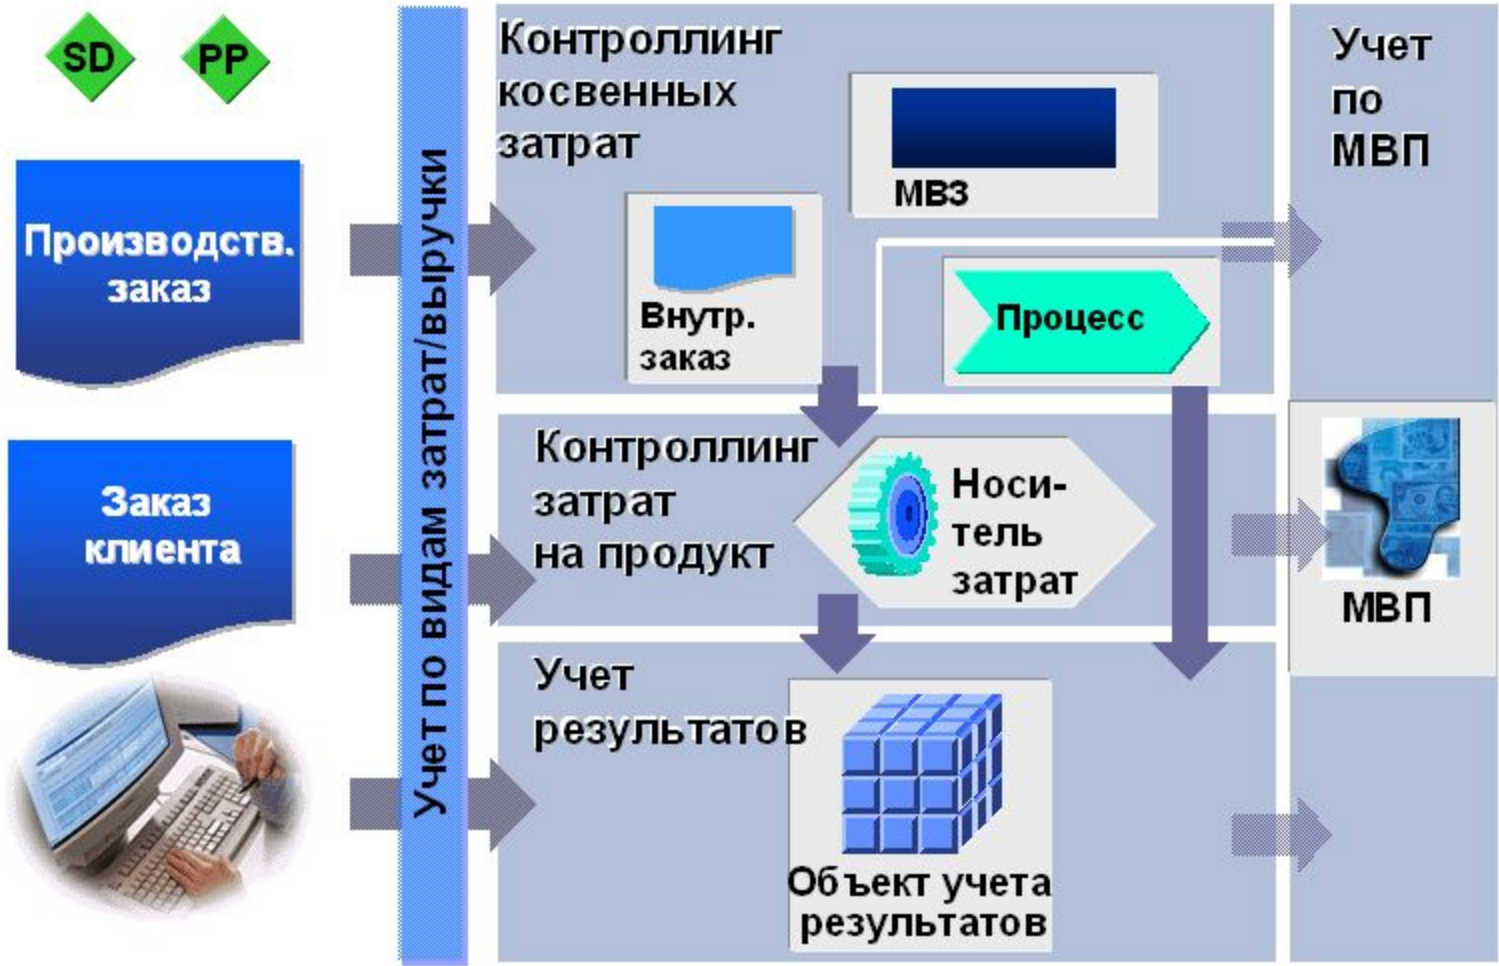 SD
PP
Производств.
заказ
Заказ
клиента
Учет по видам затрат/выручки
Контроллинг
косвенных
затрат
МВЗ
Внутр.
заказ
Процесс
Контроллинг
затрат
на продукт
Носи-
тель
затрат
Учет
результатов
Объект учета
результатов
Учет
по
МВП
МВП